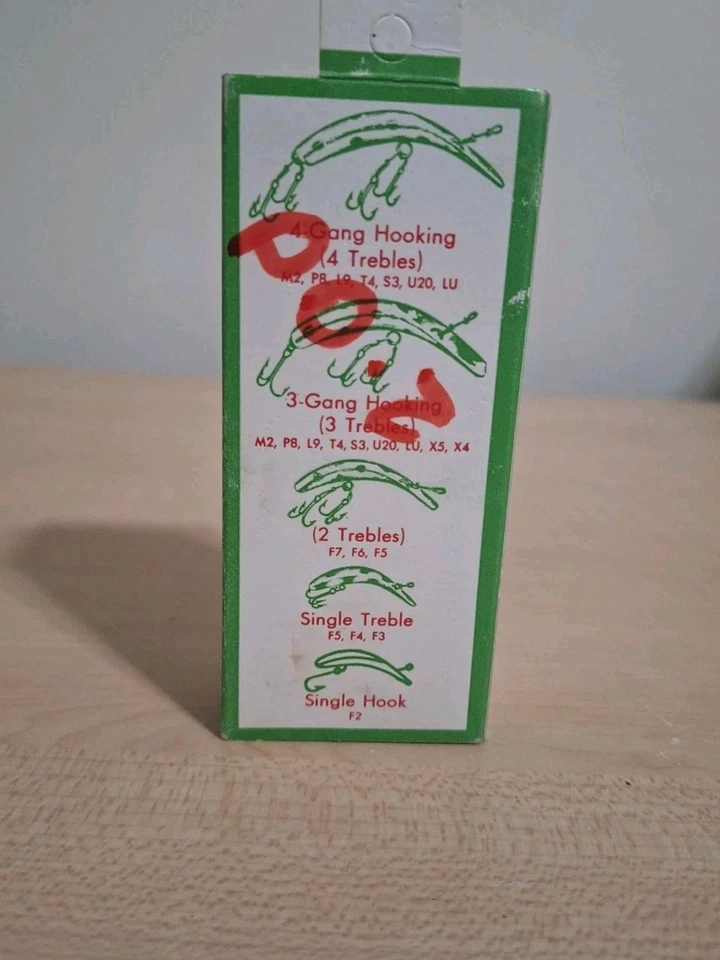 4-Gang Hooking
(4 Trebles)
M2, P8, L9, T4, S3, U20, LU
3-Gang Hooking
(3 Trebles)
M2, P8, L9, T4, S3, U20, LU, X5, X4
(2 Trebles)
F7, F6, F5
Single Treble
F5, F4, F3
Single Hook
F2